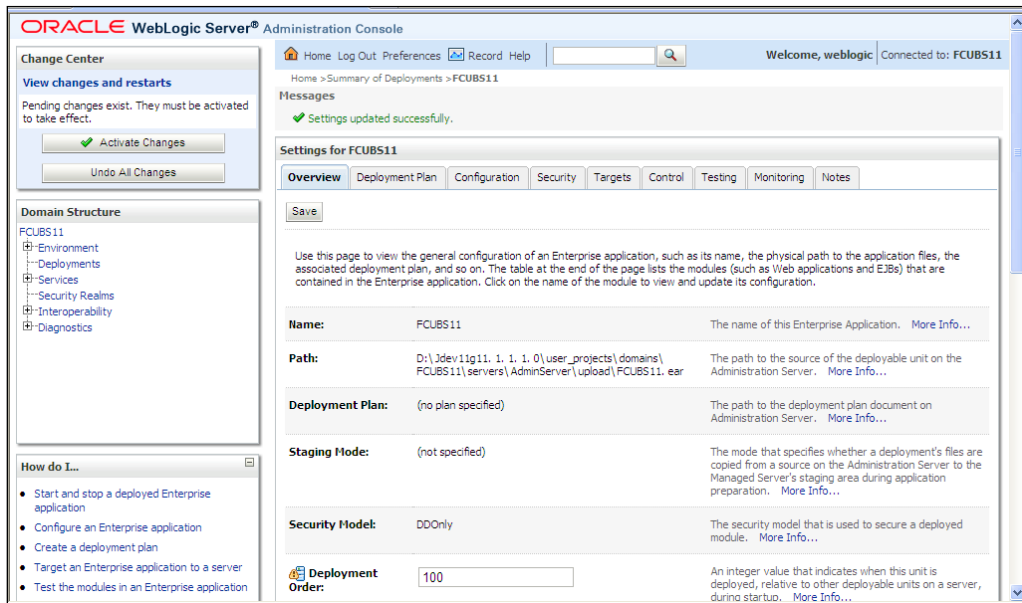 ORACLE WebLogic Server® Administration Console
Change Center
View changes and restarts
Pending changes exist. They must be activated
to take effect.
Activate Changes
Undo All Changes
Domain Structure
FCUBS11
Environment
Deployments
Services
Security Realms
Interoperability
Diagnostics
How do I...
Start and stop a deployed Enterprise
application
Configure an Enterprise application
Create a deployment plan
Target an Enterprise application to a server
Test the modules in an Enterprise application
Home Log Out Preferences Record Help
Welcome, weblogic Connected to: FCUBS11
Home >Summary of Deployments >FCUBS11
Messages
Settings updated successfully.
Settings for FCUBS11
Overview Deployment Plan Configuration Security Targets Control Testing Monitoring Notes
Save
Use this page to view the general configuration of an Enterprise application, such as its name, the physical path to the application files, the
associated deployment plan, and so on. The table at the end of the page lists the modules (such as Web applications and EJBs) that are
contained in the Enterprise application. Click on the name of the module to view and update its configuration.
Name: FCUBS11 The name of this Enterprise Application. More Info...
Path: D:\Jdev11g11. 1. 1. 1. 0\user_projects\domains\ The path to the source of the deployable unit on the
FCUBS11\servers\AdminServer\upload\FCUBS11. ear Administration Server. More Info...
Deployment Plan: (no plan specified) The path to the deployment plan document on
Administration Server. More Info...
Staging Mode: (not specified) The mode that specifies whether a deployment's files are
copied from a source on the Administration Server to the
Managed Server's staging area during application
preparation. More Info...
Security Model: DDOnly The security model that is used to secure a deployed
module. More Info...
Deployment 100 An integer value that indicates when this unit is
Order: deployed, relative to other deployable units on a server,
during startup. More Info...